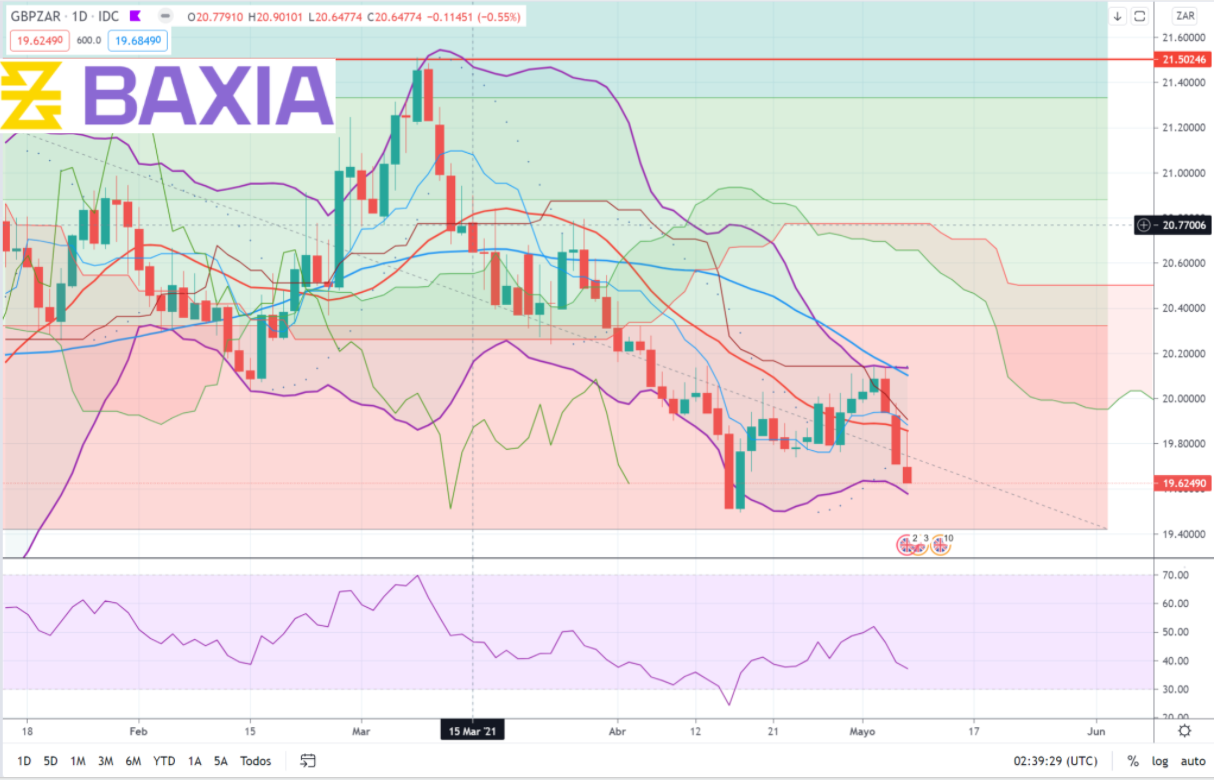 GBPZAR · 1D · IDC O20.77910 H20.90101 L20.64774 C20.64774 −0.11451 (−0.55%)
19.62490 600.0 19.68490
BAXIA
ZAR
21.60000
21.50246
21.40000
21.20000
21.00000
20.77006
20.60000
20.40000
20.20000
20.00000
19.80000
19.62490
19.40000
2 3 10
70.00
60.00
50.00
40.00
30.00
20.00
18 Feb 15 Mar 15 Mar '21 Abr 12 21 Mayo 17 Jun
1D 5D 1M 3M 6M YTD 1A 5A Todos 02:39:29 (UTC) % log auto